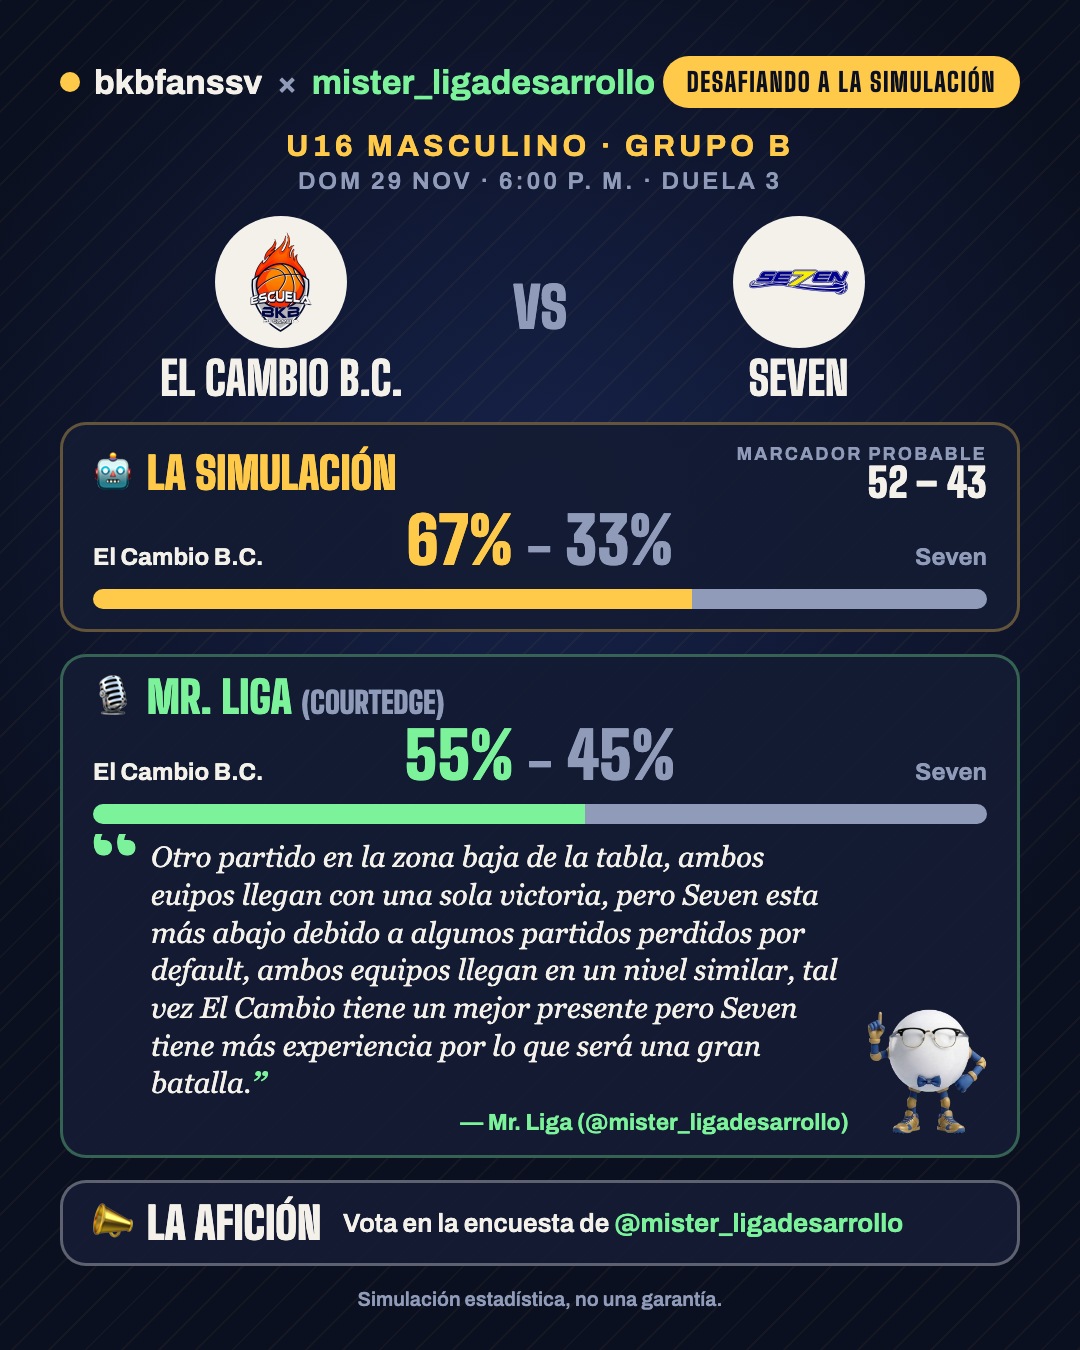 bkbfanssv × mister_ligadesarrollo DESAFIANDO A LA SIMULACIÓN
U16 MASCULINO · GRUPO B
DOM 29 NOV · 6:00 P. M. · DUELA 3
ESCUELA
BKB
SE7EN
VS
EL CAMBIO B.C.
SEVEN
LA SIMULACIÓN
MARCADOR PROBABLE
52 – 43
El Cambio B.C. 67% – 33% Seven
MR. LIGA (COURTEDGE)
El Cambio B.C. 55% – 45% Seven
“Otro partido en la zona baja de la tabla, ambos
euipos llegan con una sola victoria, pero Seven esta
más abajo debido a algunos partidos perdidos por
default, ambos equipos llegan en un nivel similar, tal
vez El Cambio tiene un mejor presente pero Seven
tiene más experiencia por lo que será una gran
batalla.”
— Mr. Liga (@mister_ligadesarrollo)
LA AFICIÓN Vota en la encuesta de @mister_ligadesarrollo
Simulación estadística, no una garantía.